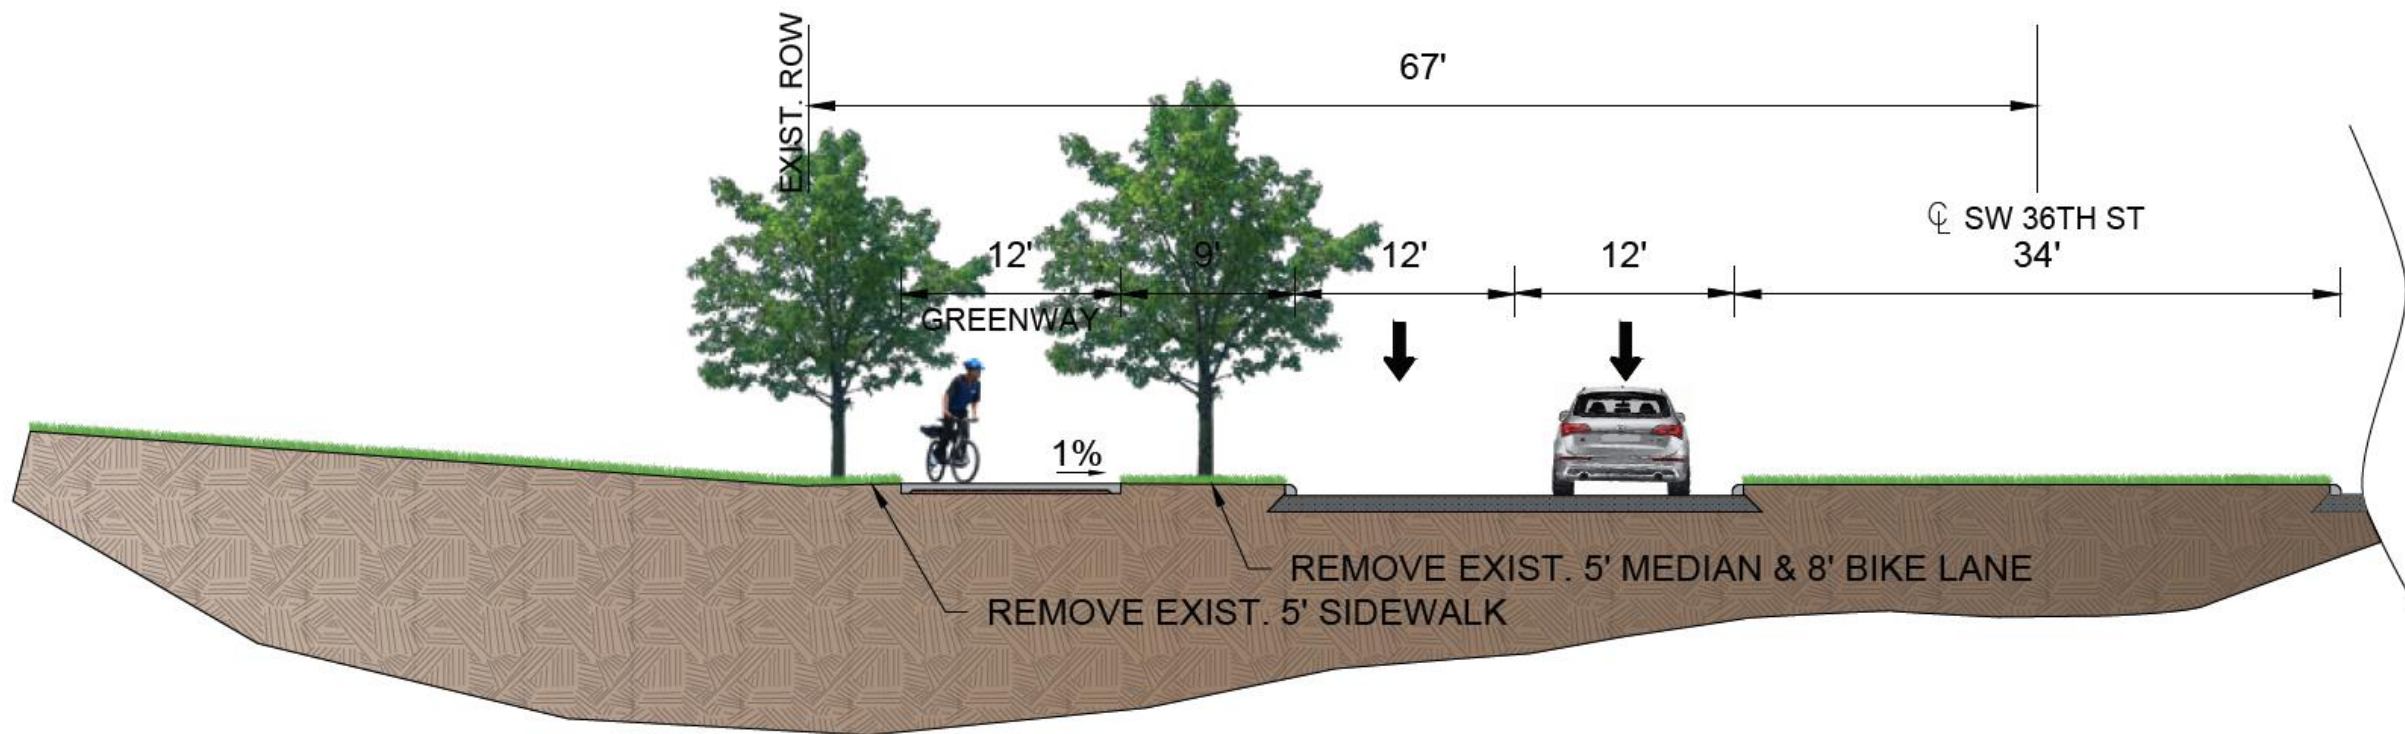 EXIST. ROW
67'
℄ SW 36TH ST
12'
9'
12'
12'
34'
GREENWAY
1%
REMOVE EXIST. 5' MEDIAN & 8' BIKE LANE
REMOVE EXIST. 5' SIDEWALK